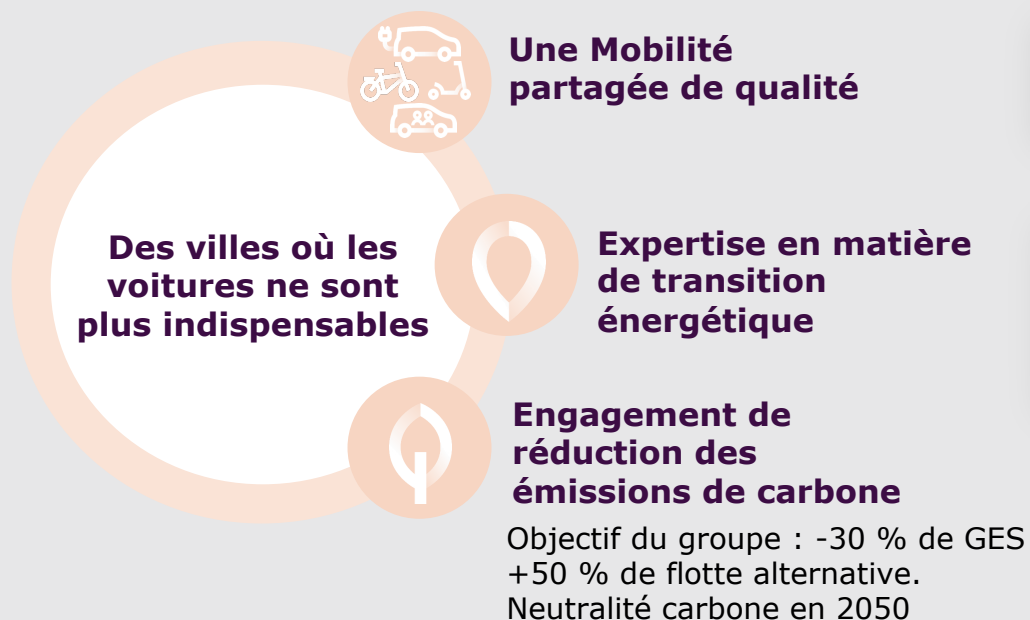 Une Mobilité
partagée de qualité
Des villes où les
voitures ne sont
plus indispensables
Expertise en matière
de transition
énergétique
Engagement de
réduction des
émissions de carbone
Objectif du groupe : -30 % de GES
+50 % de flotte alternative.
Neutralité carbone en 2050